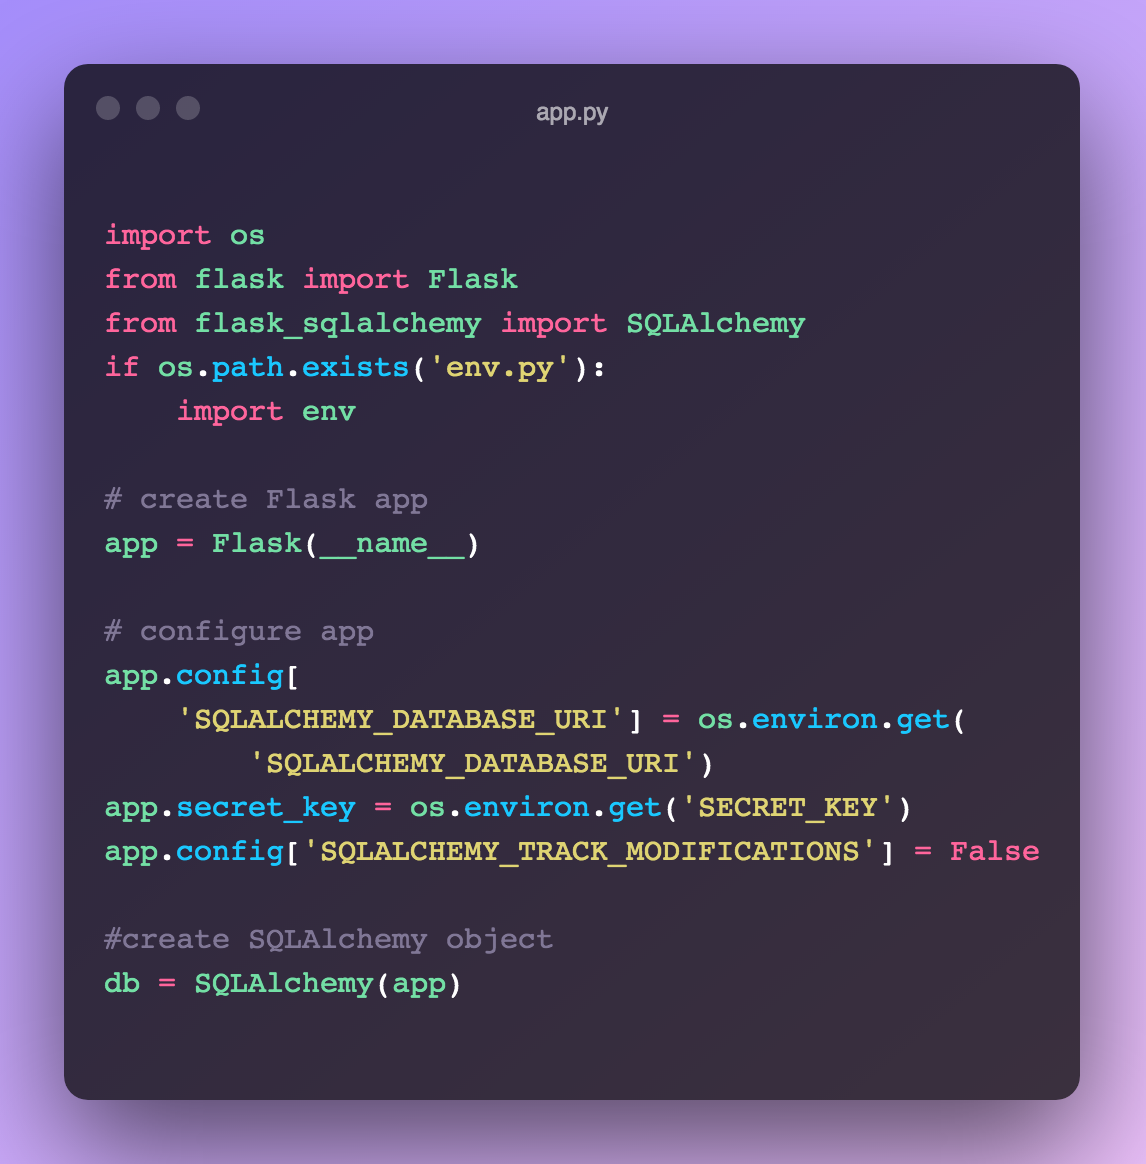 app.py
import os
from flask import Flask
from flask_sqlalchemy import SQLAlchemy
if os.path.exists('env.py'):
    import env
# create Flask app
app = Flask(__name__)
# configure app
app.config[
    'SQLALCHEMY_DATABASE_URI'] = os.environ.get(
        'SQLALCHEMY_DATABASE_URI')
app.secret_key = os.environ.get('SECRET_KEY')
app.config['SQLALCHEMY_TRACK_MODIFICATIONS'] = False
#create SQLAlchemy object
db = SQLAlchemy(app)